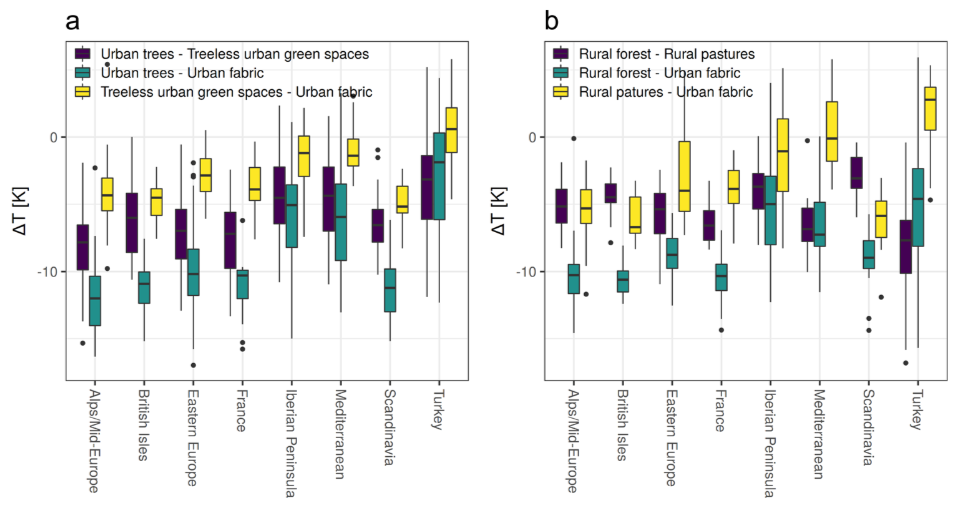 a
Urban trees - Treeless urban green spaces
Urban trees - Urban fabric
Treeless urban green spaces - Urban fabric
0
-10
ΔT [K]
Alps/Mid-Europe
British Isles
Eastern Europe
France
Iberian Peninsula
Mediterranean
Scandinavia
Turkey
b
Rural forest - Rural pastures
Rural forest - Urban fabric
Rural patures - Urban fabric
0
-10
ΔT [K]
Alps/Mid-Europe
British Isles
Eastern Europe
France
Iberian Peninsula
Mediterranean
Scandinavia
Turkey